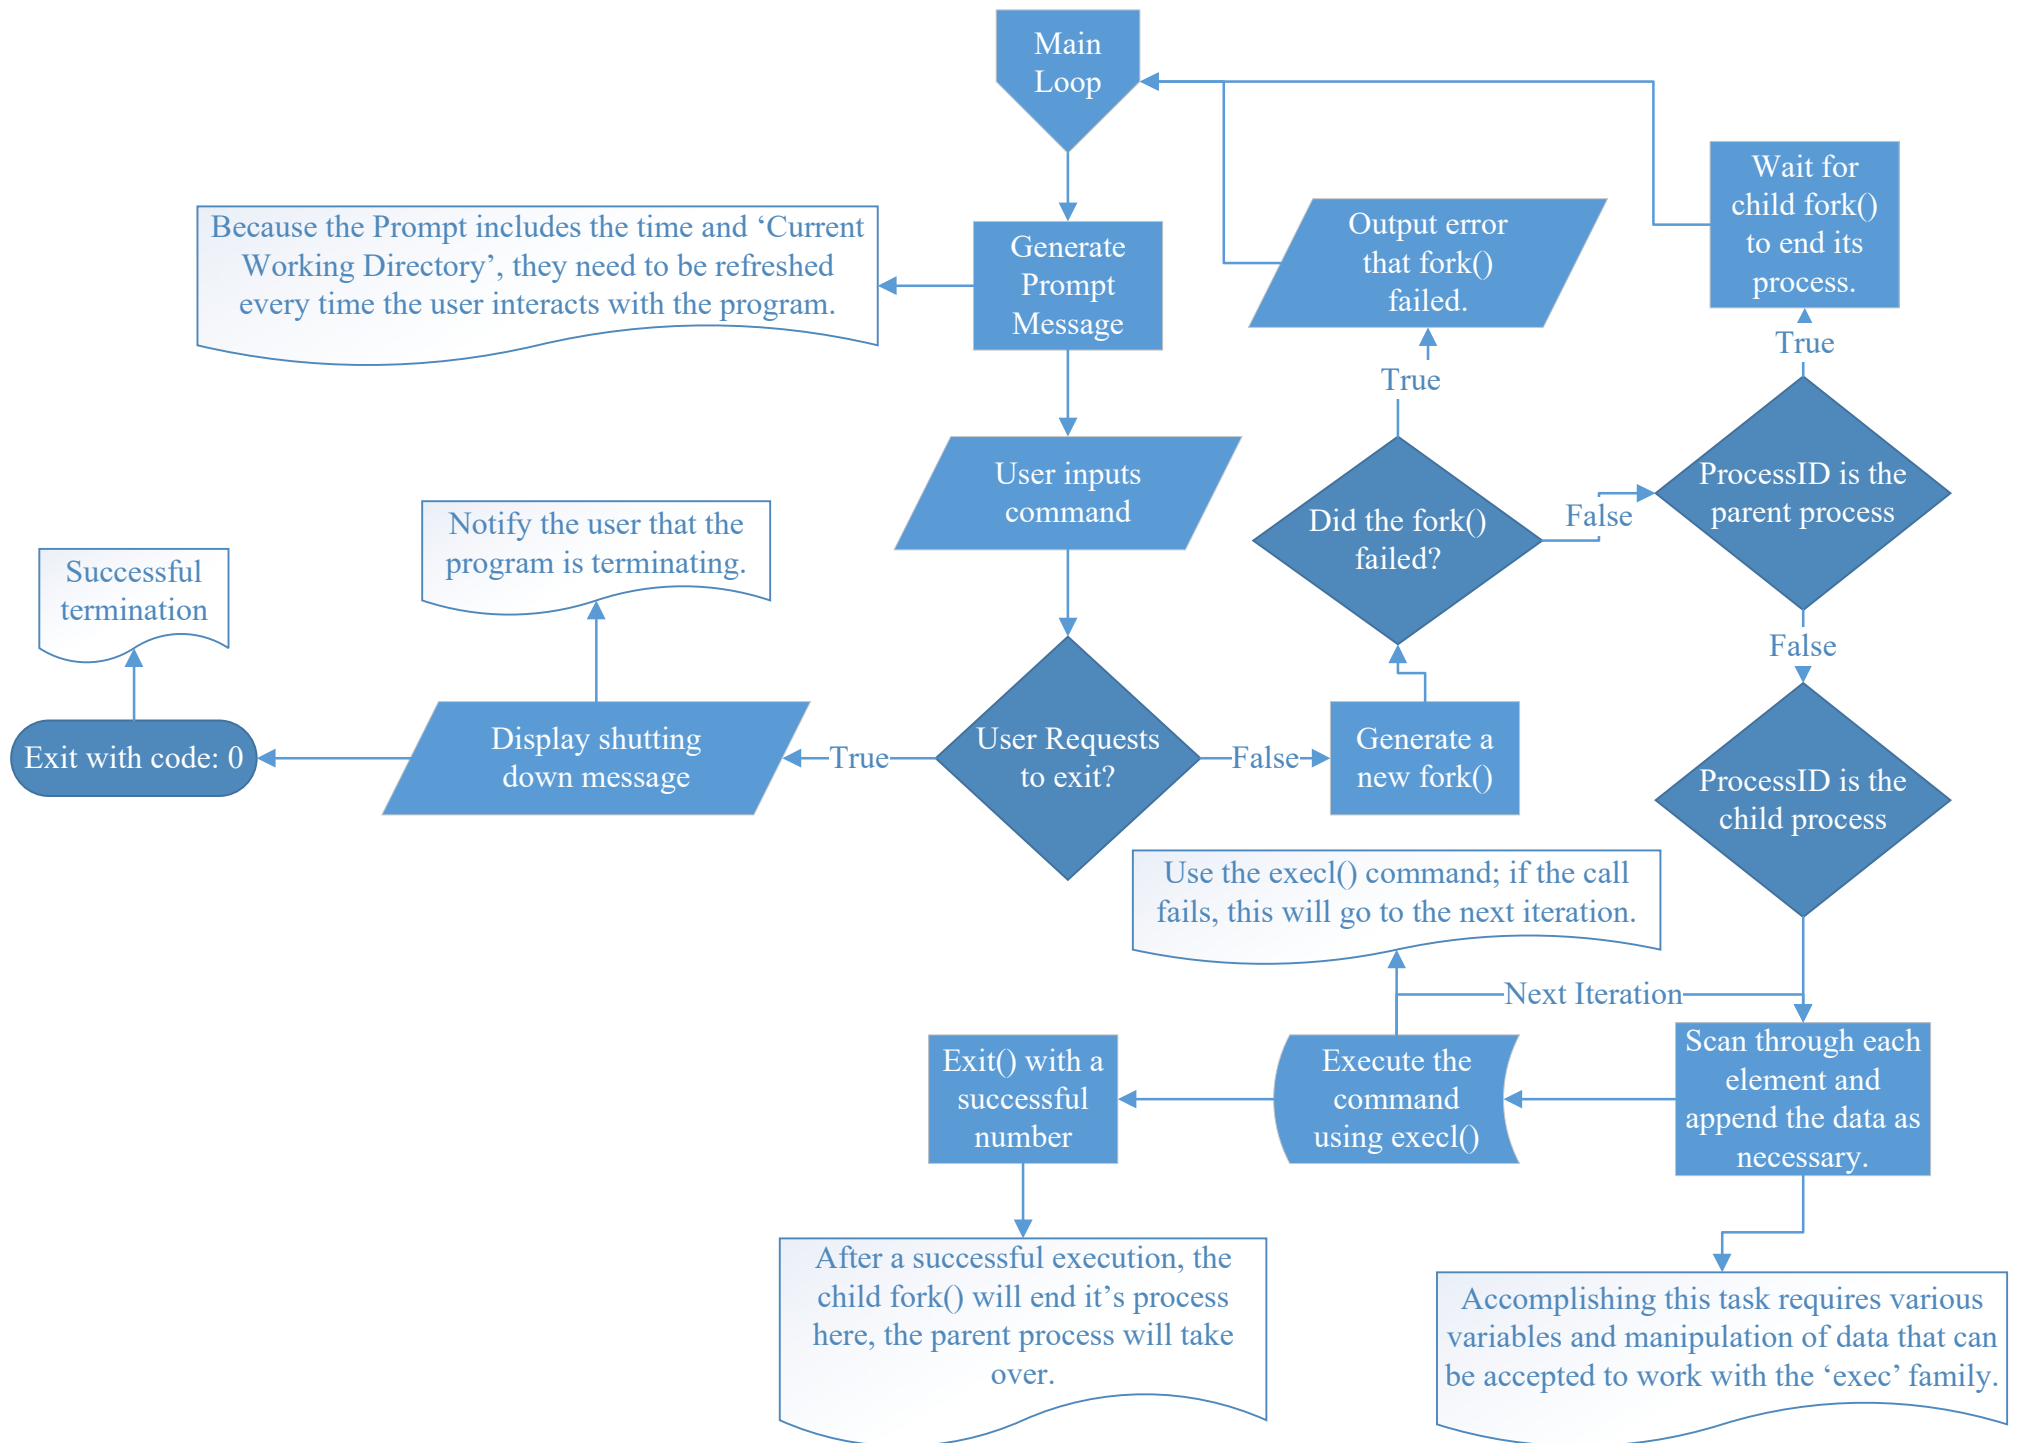 Main
Loop
Wait for
child fork()
to end its
process.
Because the Prompt includes the time and ‘Current
Working Directory’, they need to be refreshed
every time the user interacts with the program.
Generate
Prompt
Message
Output error
that fork()
failed.
True
True
User inputs
command
Did the fork()
failed?
False
ProcessID is the
parent process
Notify the user that the
program is terminating.
Successful
termination
False
Exit with code: 0
Display shutting
down message
True
User Requests
to exit?
False
Generate a
new fork()
ProcessID is the
child process
Use the execl() command; if the call
fails, this will go to the next iteration.
Next Iteration
Exit() with a
successful
number
Execute the
command
using execl()
Scan through each
element and
append the data as
necessary.
After a successful execution, the
child fork() will end it’s process
here, the parent process will take
over.
Accomplishing this task requires various
variables and manipulation of data that can
be accepted to work with the ‘exec’ family.